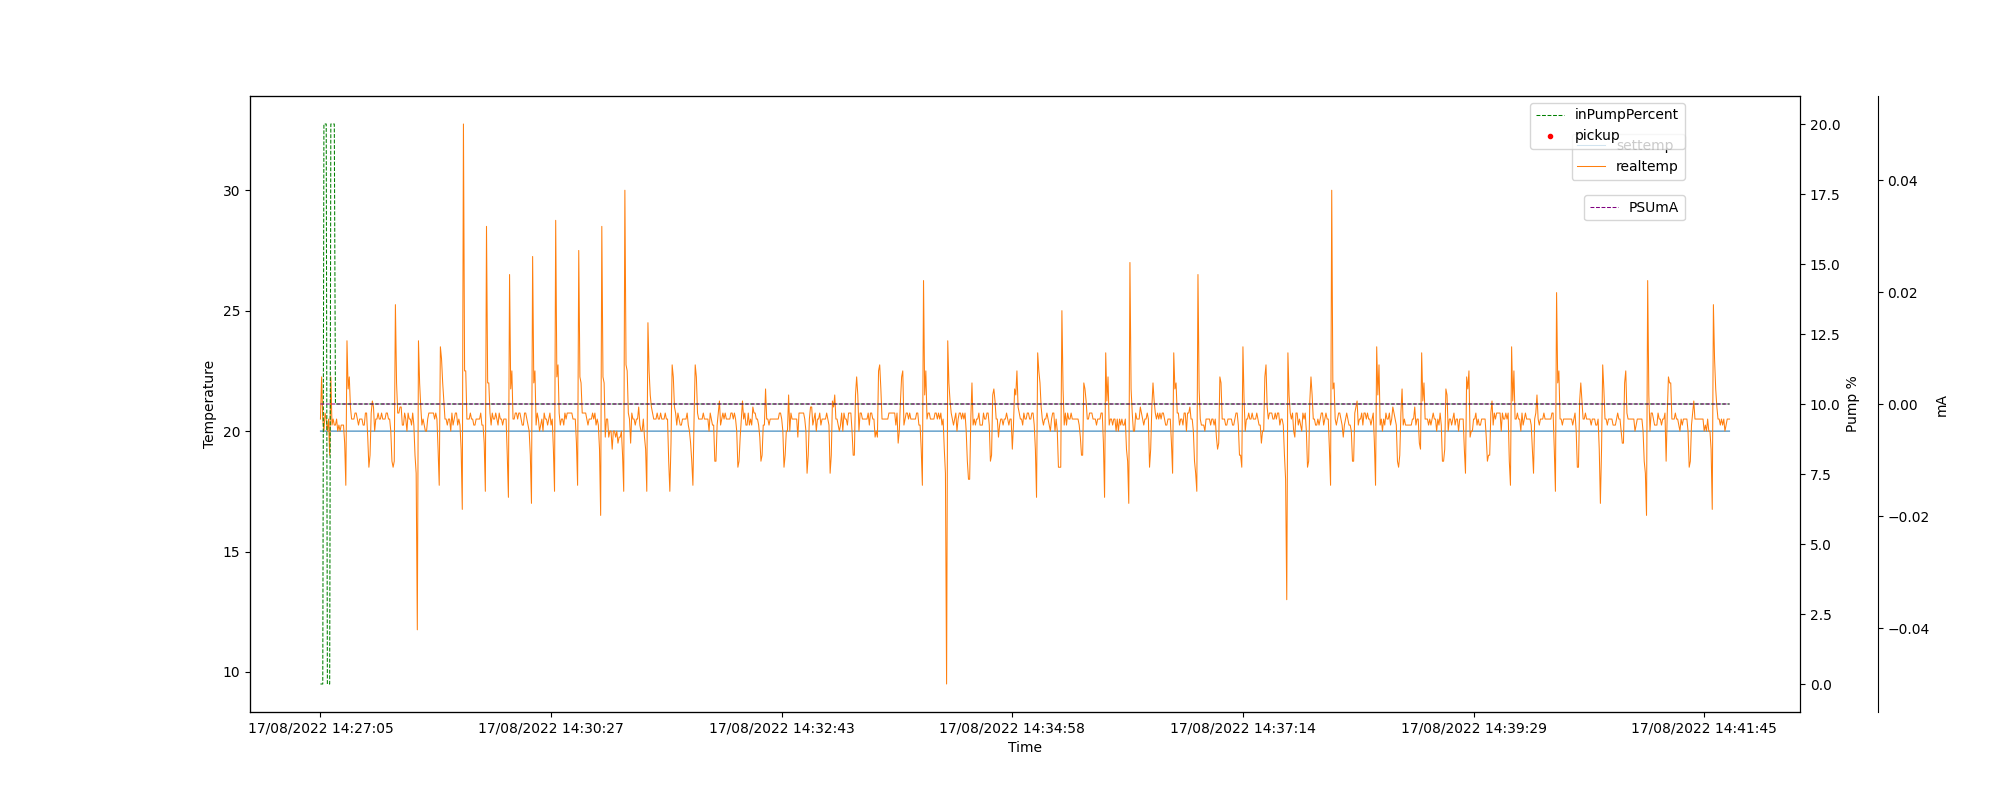 inPumpPercent
pickup
settemp
realtemp
PSUmA
Temperature
30
25
20
15
10
20.0
17.5
15.0
12.5
10.0
7.5
5.0
2.5
0.0
Pump %
0.04
0.02
0.00
−0.02
−0.04
mA
17/08/2022 14:27:05
17/08/2022 14:30:27
17/08/2022 14:32:43
17/08/2022 14:34:58
17/08/2022 14:37:14
17/08/2022 14:39:29
17/08/2022 14:41:45
Time